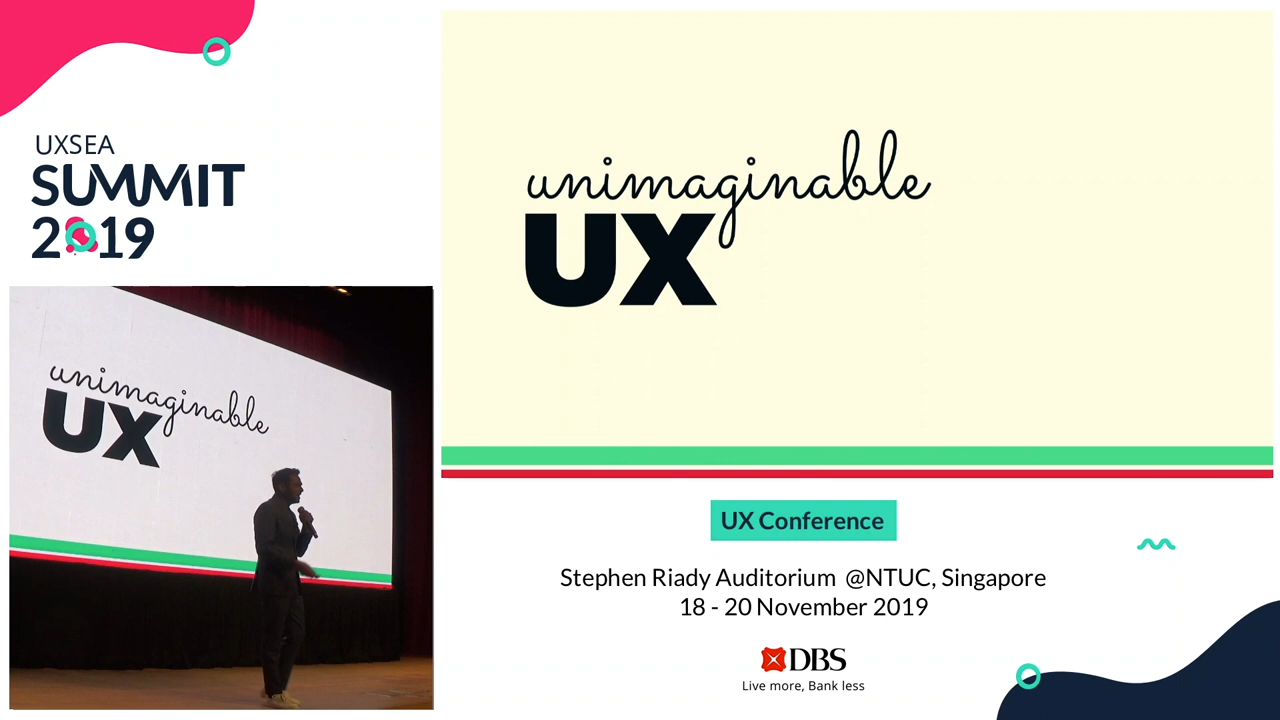 UXSEA
SUMMIT
2019
unimaginable
UX
unimaginable
UX
UX Conference
Stephen Riady Auditorium @NTUC, Singapore
18 - 20 November 2019
DBS
Live more, Bank less